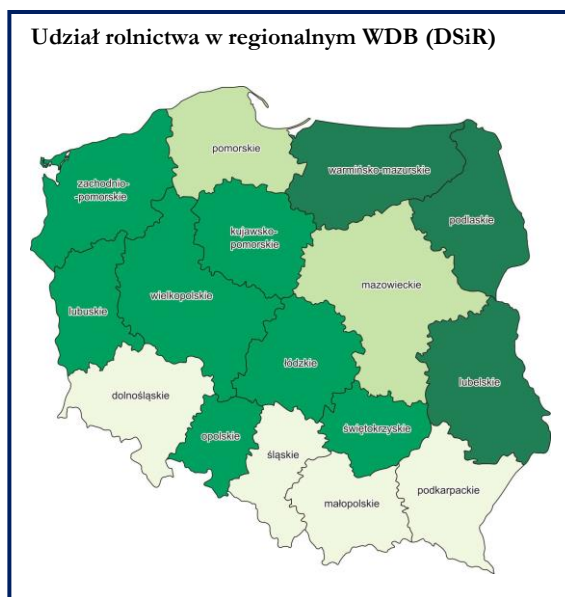 Udział rolnictwa w regionalnym WDB (DSiR)
pomorskie
warmińsko-mazurskie
zachodnio-
-pomorskie
podlaskie
kujawsko-
pomorskie
mazowieckie
wielkopolskie
lubuskie
łódzkie
lubelskie
dolnośląskie
opolskie
świętokrzyskie
śląskie
podkarpackie
małopolskie